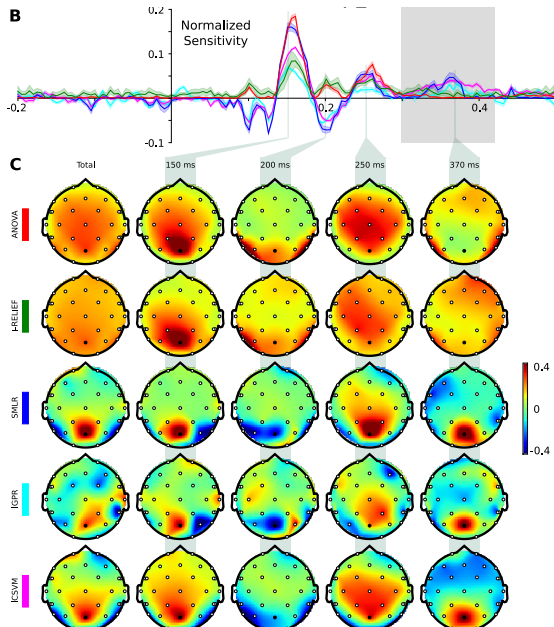 B
0.2
Normalized
Sensitivity
0.1
-0.2
0
0.2
0.4
-0.1
C
Total
150 ms
200 ms
250 ms
370 ms
ANOVA
I-RELIEF
SMLR
lGPR
lCSVM
0.4
0
-0.4